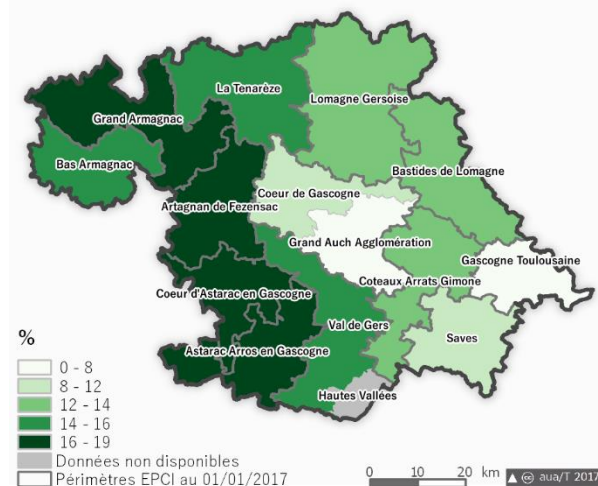 La Tenarèze
Lomagne Gersoise
Grand Armagnac
Bas Armagnac
Bastides de Lomagne
Coeur de Gascogne
Artagnan de Fezensac
Grand Auch Agglomération
Gascogne Toulousaine
Coteaux Arrats Gimone
Coeur d'Astarac en Gascogne
Val de Gers
Saves
Astarac Arros en Gascogne
Hautes Vallées
%
0 - 8
8 - 12
12 - 14
14 - 16
16 - 19
Données non disponibles
Périmètres EPCI au 01/01/2017
0 10 20 km
cc aua/T 2017